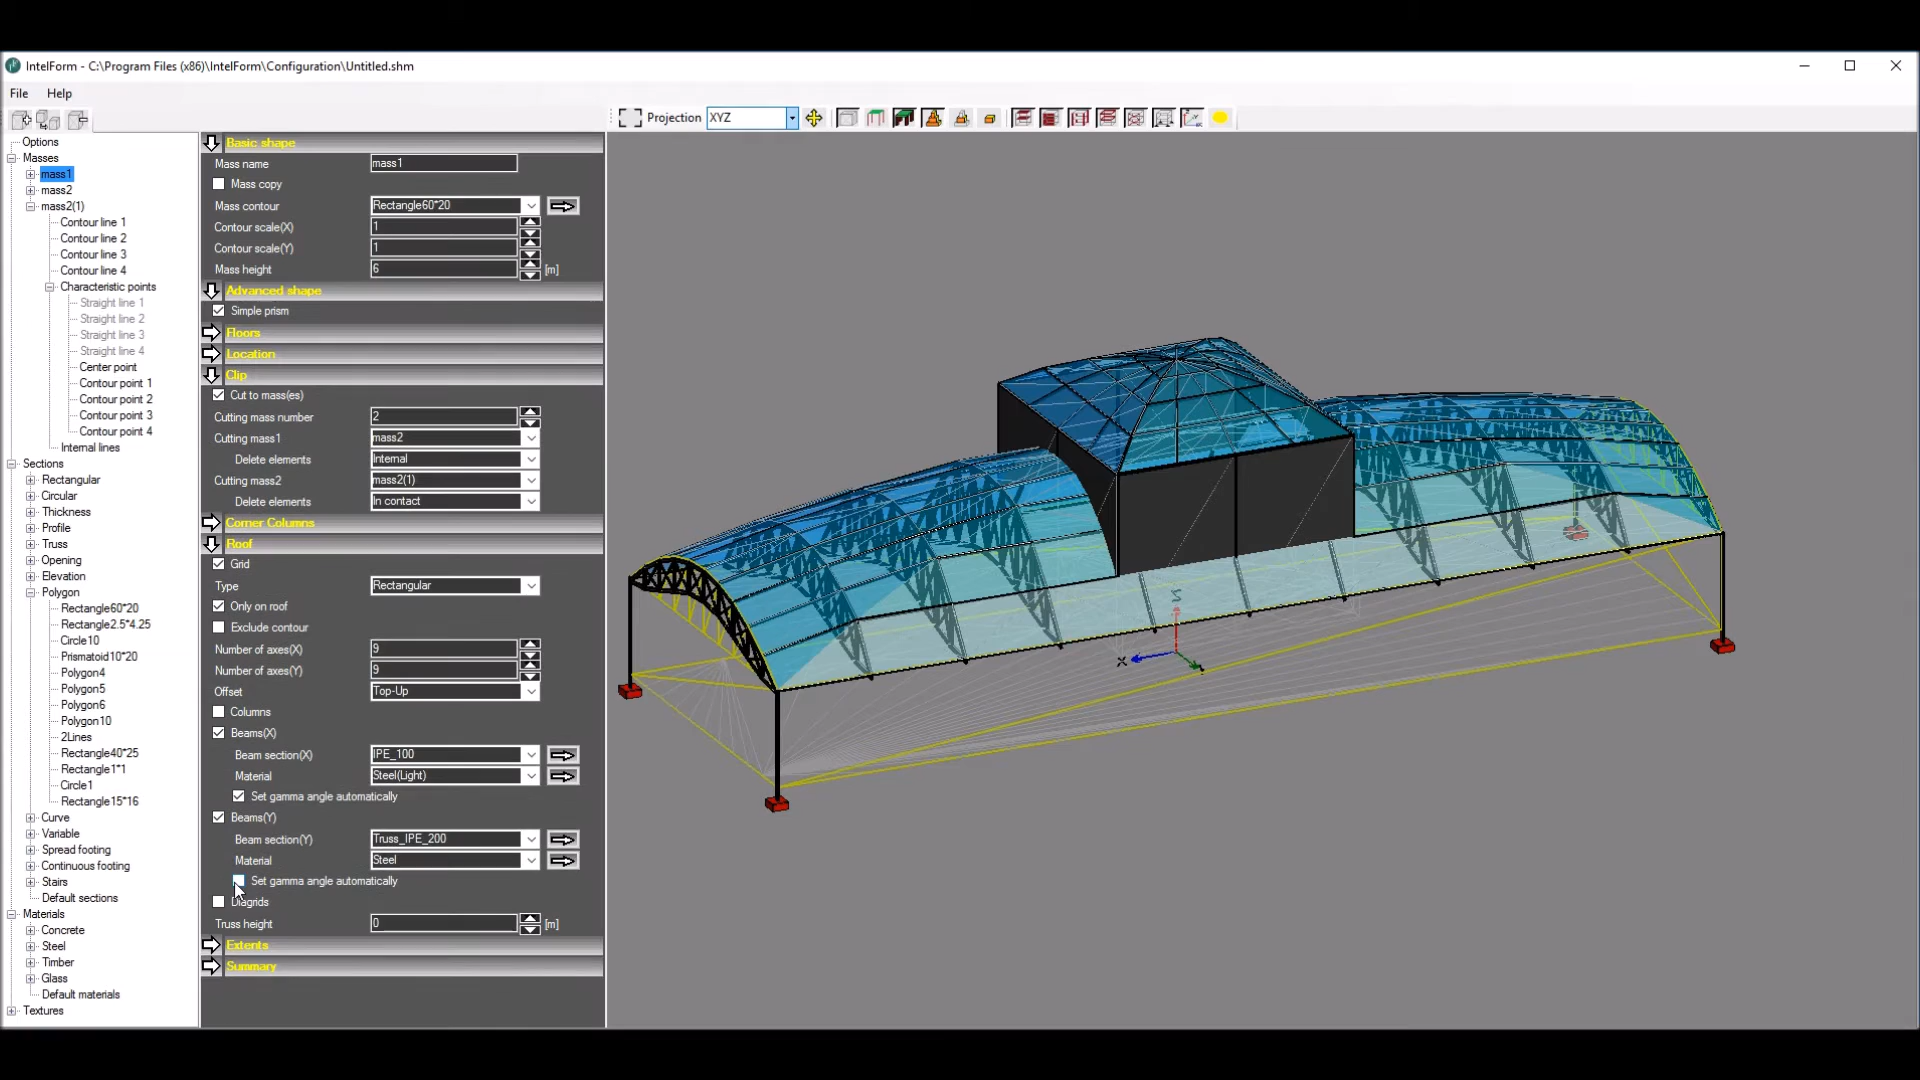 IntelForm - C:\Program Files (x86)\IntelForm\Configuration\Untitled.shm
File Help
Projection XYZ
Options
Masses
mass1
mass2
mass2(1)
Contour line 1
Contour line 2
Contour line 3
Contour line 4
Characteristic points
Straight line 1
Straight line 2
Straight line 3
Straight line 4
Center point
Contour point 1
Contour point 2
Contour point 3
Contour point 4
Internal lines
Sections
Rectangular
Circular
Thickness
Profile
Truss
Opening
Elevation
Polygon
Rectangle60*20
Rectangle2.5*4.25
Circle10
Prismatoid10*20
Polygon4
Polygon5
Polygon6
Polygon10
2Lines
Rectangle40*25
Rectangle1*1
Circle1
Rectangle15*16
Curve
Variable
Spread footing
Continuous footing
Stairs
Default sections
Materials
Concrete
Steel
Timber
Glass
Default materials
Textures
Basic shape
Mass name mass1
Mass copy
Mass contour Rectangle60*20
Contour scale(X) 1
Contour scale(Y) 1
Mass height 6 [m]
Advanced shape
Simple prism
Floors
Location
Clip
Cut to mass(es)
Cutting mass number 2
Cutting mass1 mass2
Delete elements Internal
Cutting mass2 mass2(1)
Delete elements In contact
Corner Columns
Roof
Grid
Type Rectangular
Only on roof
Exclude contour
Number of axes(X) 9
Number of axes(Y) 9
Offset Top-Up
Columns
Beams(X)
Beam section(X) IPE_100
Material Steel(Light)
Set gamma angle automatically
Beams(Y)
Beam section(Y) Truss_IPE_200
Material Steel
Set gamma angle automatically
Diagrids
Truss height 0 [m]
Extents
Summary
Z
X